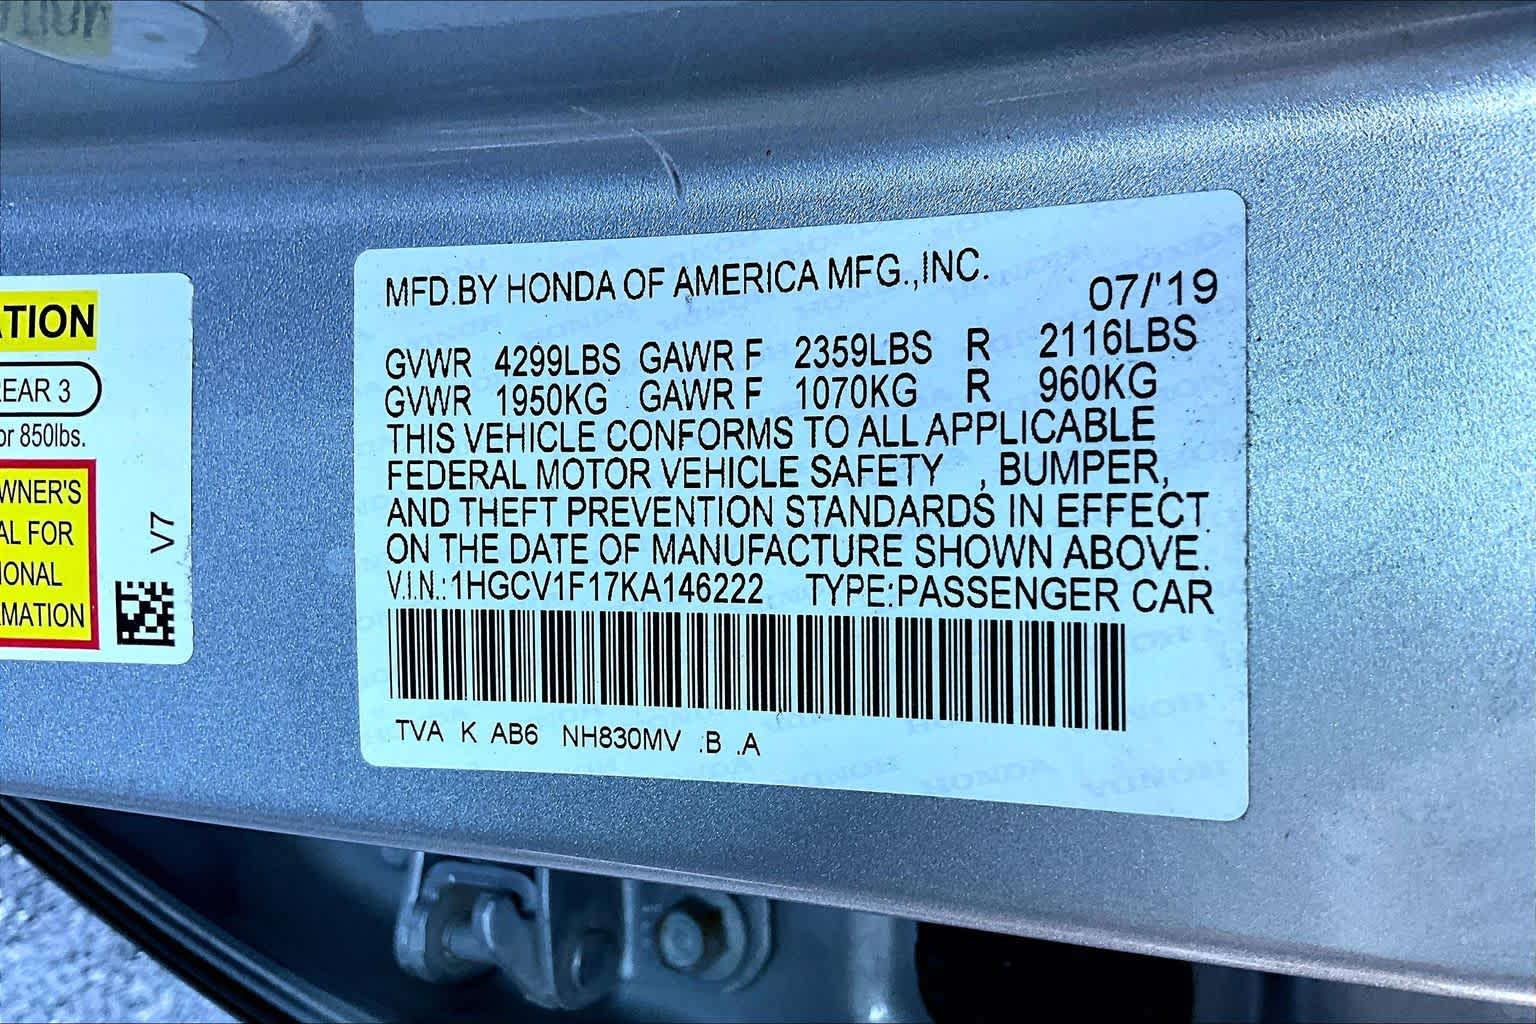 ATION
REAR 3
or 850lbs.
OWNER'S
AL FOR
IONAL
RMATION
V7
MFD.BY HONDA OF AMERICA MFG.,INC.
07/'19
GVWR 4299LBS GAWR F 2359LBS R 2116LBS
GVWR 1950KG GAWR F 1070KG R 960KG
THIS VEHICLE CONFORMS TO ALL APPLICABLE
FEDERAL MOTOR VEHICLE SAFETY , BUMPER,
AND THEFT PREVENTION STANDARDS IN EFFECT
ON THE DATE OF MANUFACTURE SHOWN ABOVE.
V.I.N.: 1HGCV1F17KA146222 TYPE:PASSENGER CAR
TVA K AB6 NH830MV .B .A